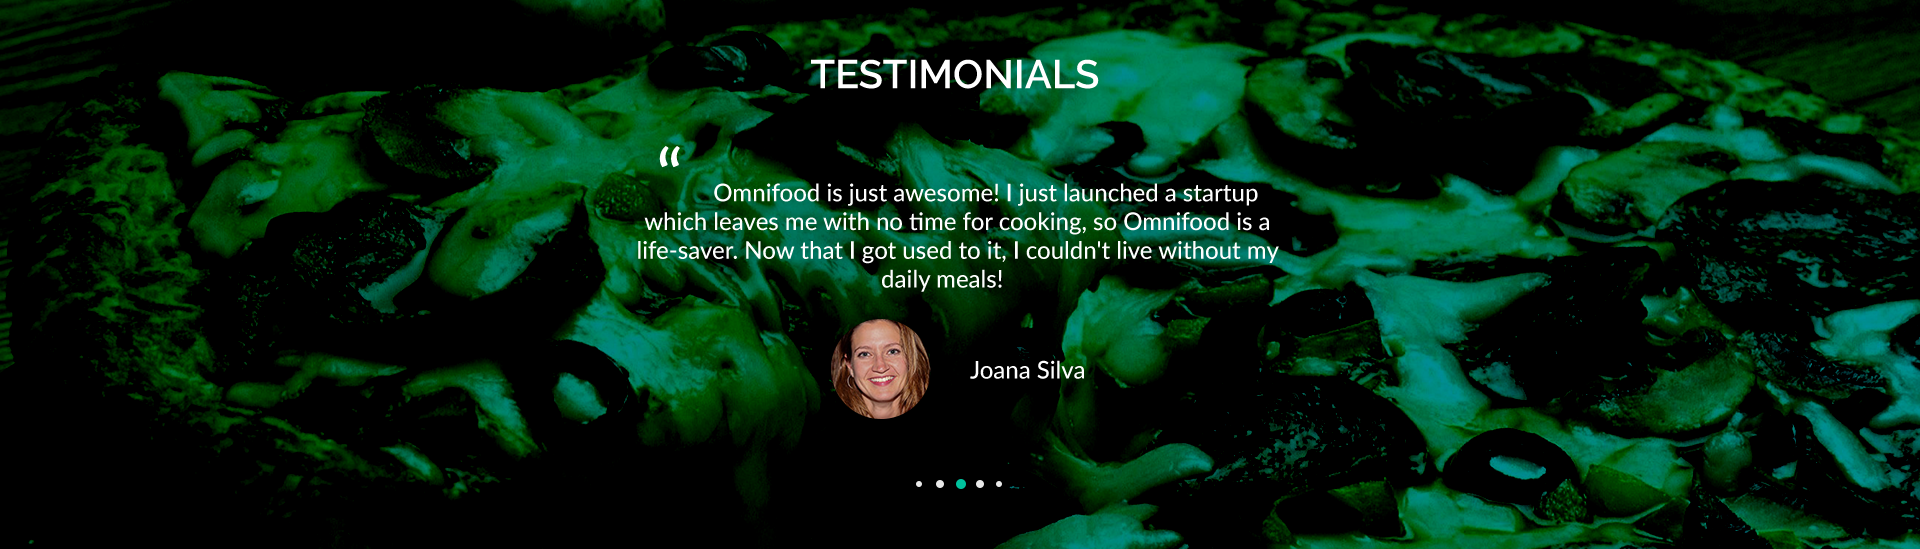 TESTIMONIALS
“
Omnifood is just awesome! I just launched a startup
which leaves me with no time for cooking, so Omnifood is a
life-saver. Now that I got used to it, I couldn't live without my
daily meals!
Joana Silva